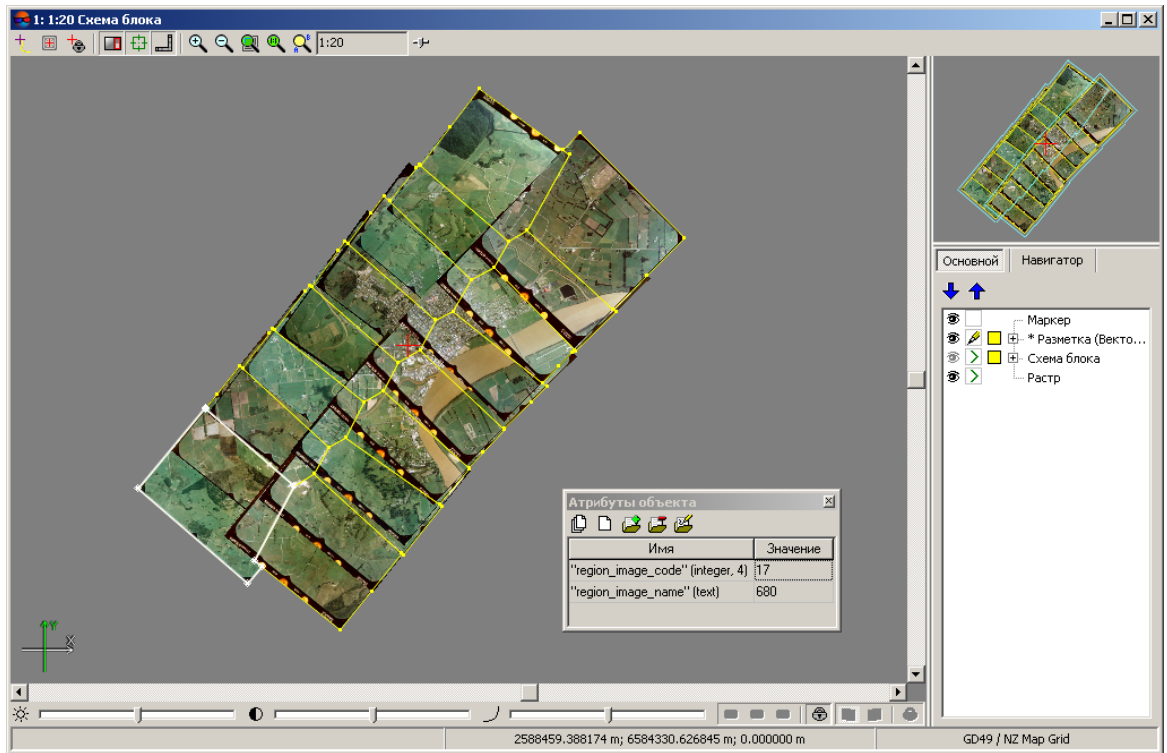 1: 1:20 Схема блока
1:20
Основной
Навигатор
Маркер
* Разметка (Векто...
Схема блока
Растр
Атрибуты объекта
Имя
Значение
"region_image_code" (integer, 4)
17
"region_image_name" (text)
680
Y
X
2588459.388174 m; 6584330.626845 m; 0.000000 m
GD49 / NZ Map Grid